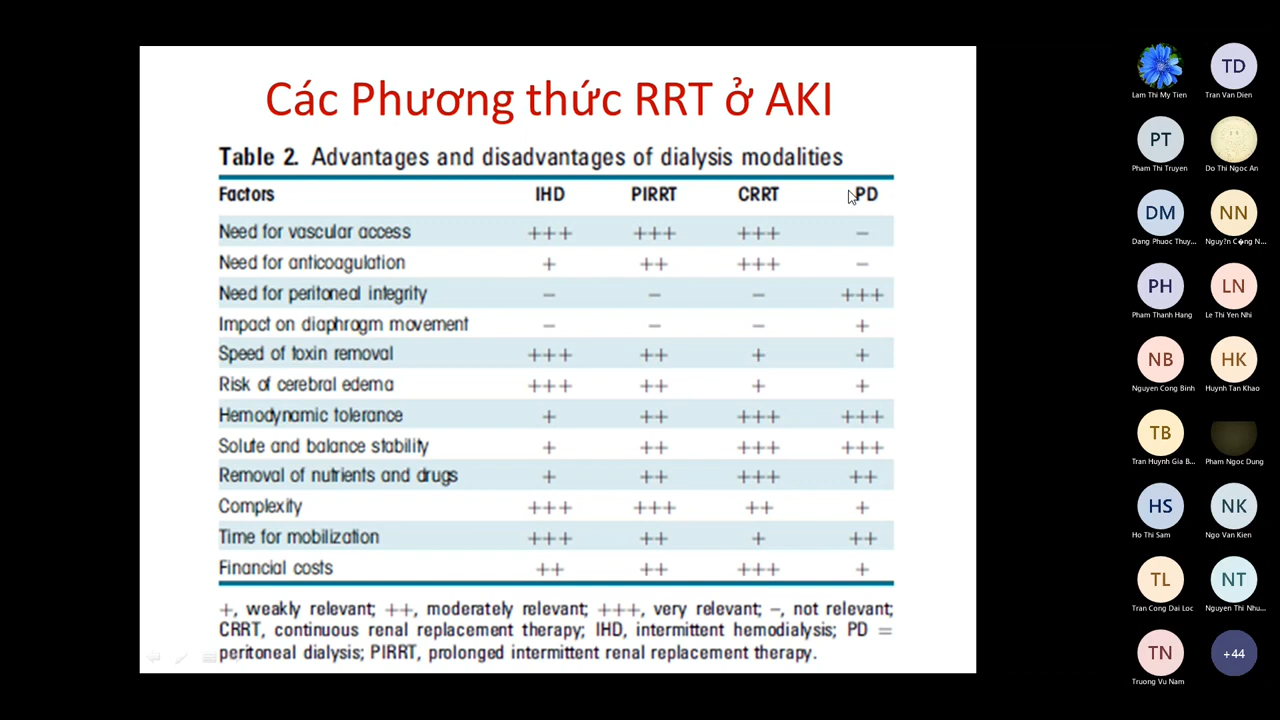 Các Phương thức RRT ở AKI
Table 2. Advantages and disadvantages of dialysis modalities
Factors IHD PIRRT CRRT PD
Need for vascular access +++ +++ +++ −
Need for anticoagulation + ++ +++ −
Need for peritoneal integrity − − − +++
Impact on diaphragm movement − − − +
Speed of toxin removal +++ ++ + +
Risk of cerebral edema +++ ++ + +
Hemodynamic tolerance + ++ +++ +++
Solute and balance stability + ++ +++ +++
Removal of nutrients and drugs + ++ +++ ++
Complexity +++ +++ ++ +
Time for mobilization +++ ++ + ++
Financial costs ++ ++ +++ +
+, weakly relevant; ++, moderately relevant; +++, very relevant; −, not relevant;
CRRT, continuous renal replacement therapy; IHD, intermittent hemodialysis; PD =
peritoneal dialysis; PIRRT, prolonged intermittent renal replacement therapy.
TD
Lam Thi My Tien Tran Van Dien
PT
Pham Thi Truyen Do Thi Ngoc An
DM NN
Dang Phuoc Thuy... Nguy?n C�ng N...
PH LN
Pham Thanh Hang Le Thi Yen Nhi
NB HK
Nguyen Cong Binh Huynh Tan Khao
TB
Tran Huynh Gia B... Pham Ngoc Dung
HS NK
Ho Thi Sam Ngo Van Kien
TL NT
Tran Cong Dai Loc Nguyen Thi Nhu...
TN +44
Truong Vu Nam